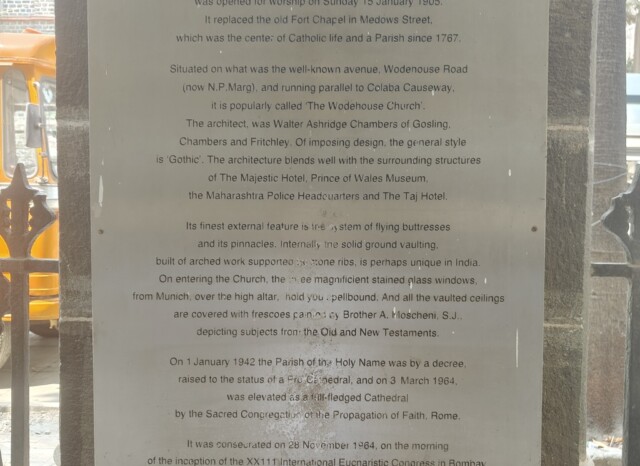 was opened for worship on Sunday 15 January 1905.
It replaced the old Fort Chapel in Medows Street,
which was the center of Catholic life and a Parish since 1767.
Situated on what was the well-known avenue, Wodehouse Road
(now N.P.Marg), and running parallel to Colaba Causeway,
it is popularly called 'The Wodehouse Church'.
The architect, was Walter Ashridge Chambers of Gosling,
Chambers and Fritchley. Of imposing design, the general style
is 'Gothic'. The architecture blends well with the surrounding structures
of The Majestic Hotel, Prince of Wales Museum,
the Maharashtra Police Headquarters and The Taj Hotel.
Its finest external feature is the system of flying buttresses
and its pinnacles. Internally the solid ground vaulting,
built of arched work supported on stone ribs, is perhaps unique in India.
On entering the Church, the three magnificent stained glass windows,
from Munich, over the high altar, hold you spellbound. And all the vaulted ceilings
are covered with frescoes painted by Brother A. Moscheni, S.J.,
depicting subjects from the Old and New Testaments.
On 1 January 1942 the Parish of the Holy Name was by a decree,
raised to the status of a Pro Cathedral, and on 3 March 1964,
was elevated as a full-fledged Cathedral
by the Sacred Congregation of the Propagation of Faith, Rome.
It was consecrated on 28 November 1964, on the morning
of the inception of the XX111 International Eucharistic Congress in Bombay